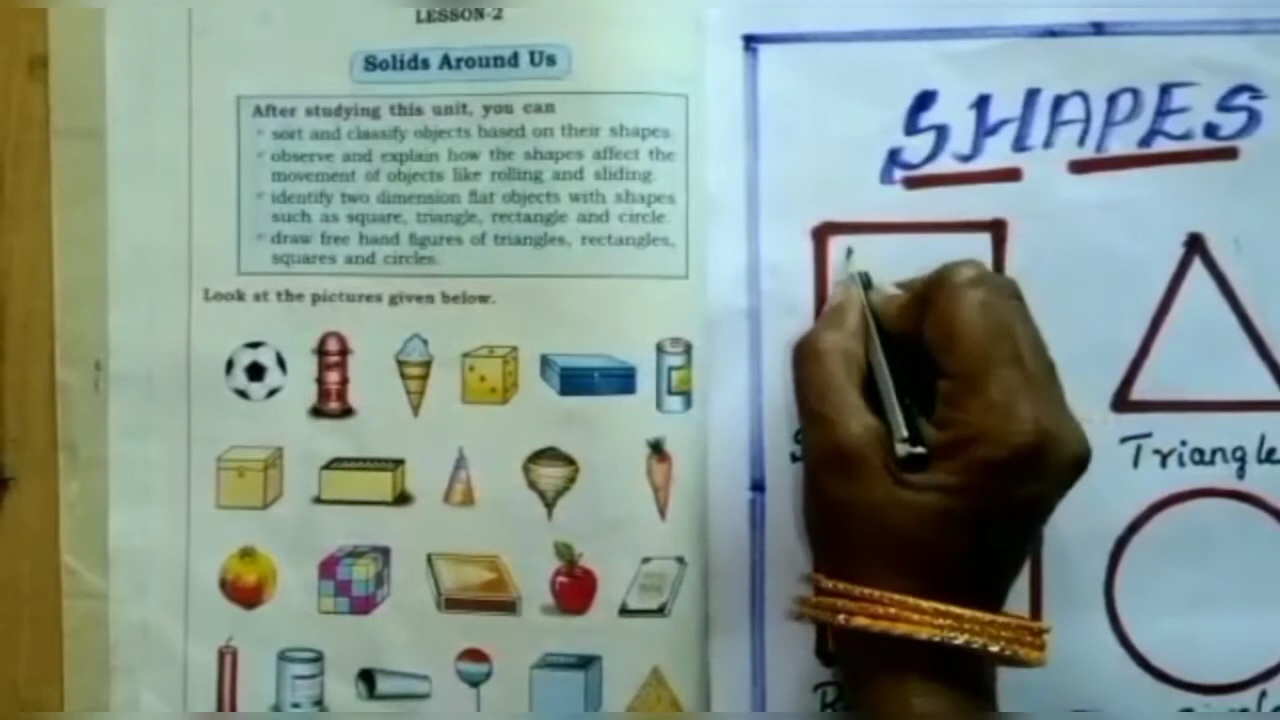 LESSON-2
Solids Around Us
After studying this unit, you can
sort and classify objects based on their shapes.
observe and explain how the shapes affect the
movement of objects like rolling and sliding.
identify two dimension flat objects with shapes
such as square, triangle, rectangle and circle.
draw free hand figures of triangles, rectangles,
squares and circles.
Look at the pictures given below.
SHAPES
Triangle